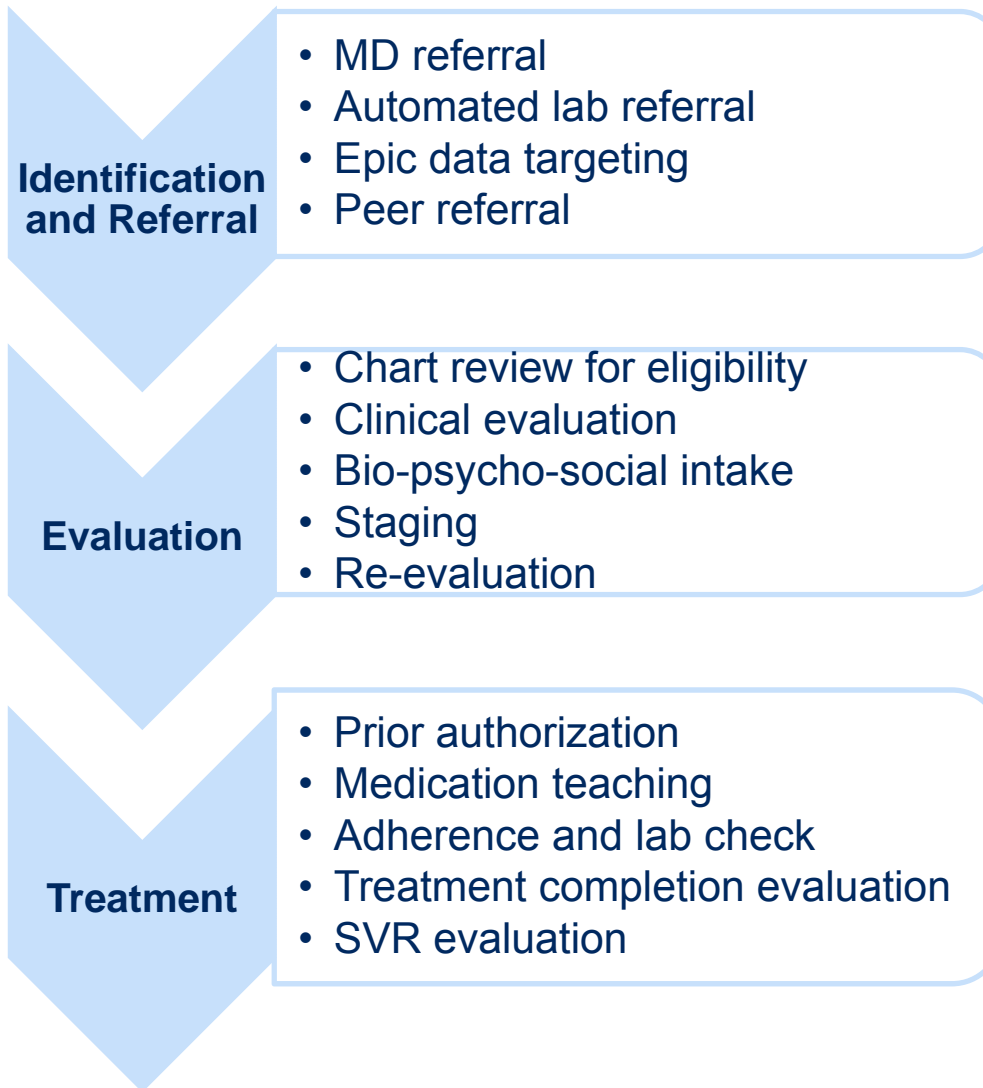 Identification
and Referral
• MD referral
• Automated lab referral
• Epic data targeting
• Peer referral
Evaluation
• Chart review for eligibility
• Clinical evaluation
• Bio-psycho-social intake
• Staging
• Re-evaluation
Treatment
• Prior authorization
• Medication teaching
• Adherence and lab check
• Treatment completion evaluation
• SVR evaluation